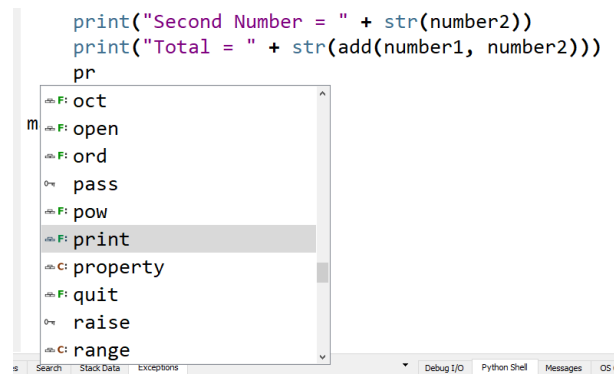 print("Second Number = " + str(number2))
print("Total = " + str(add(number1, number2)))
pr
F: oct
m F: open
F: ord
pass
F: pow
F: print
C: property
F: quit
raise
C: range
es Search Stack Data Exceptions Debug I/O Python Shell Messages OS